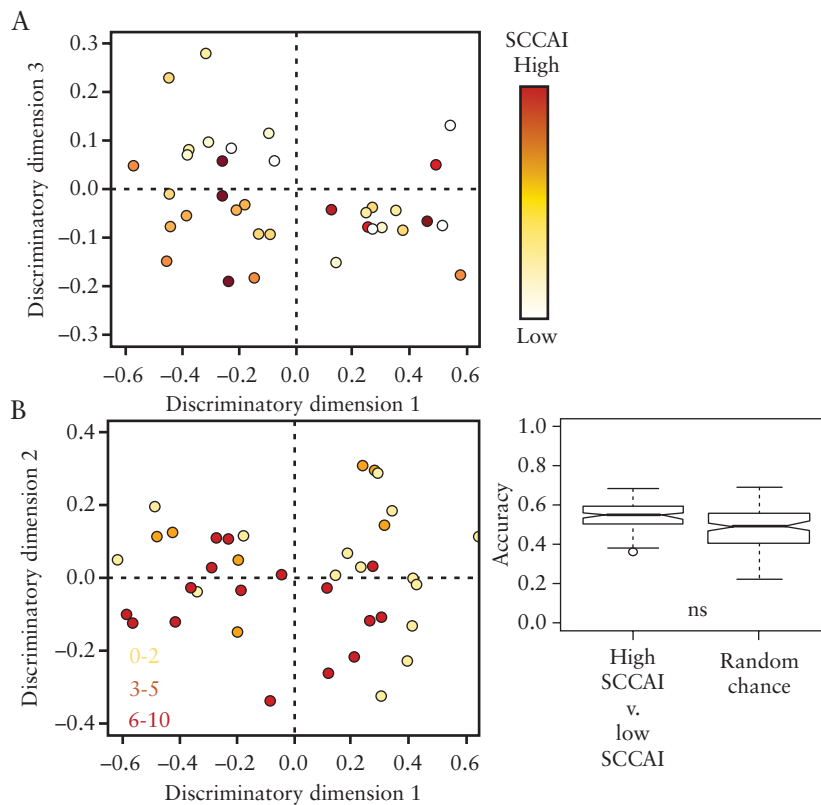 A
SCCAI
High
Low
Discriminatory dimension 3
0.3
0.2
0.1
0.0
−0.1
−0.2
−0.3
−0.6 −0.4 −0.2 0.0 0.2 0.4 0.6
Discriminatory dimension 1
B
Discriminatory dimension 2
0.4
0.2
0.0
−0.2
−0.4
0-2
3-5
6-10
−0.6 −0.4 −0.2 0.0 0.2 0.4 0.6
Discriminatory dimension 1
Accuracy
1.0
0.8
0.6
0.4
0.2
0.0
ns
High
SCCAI
v.
low
SCCAI
Random
chance